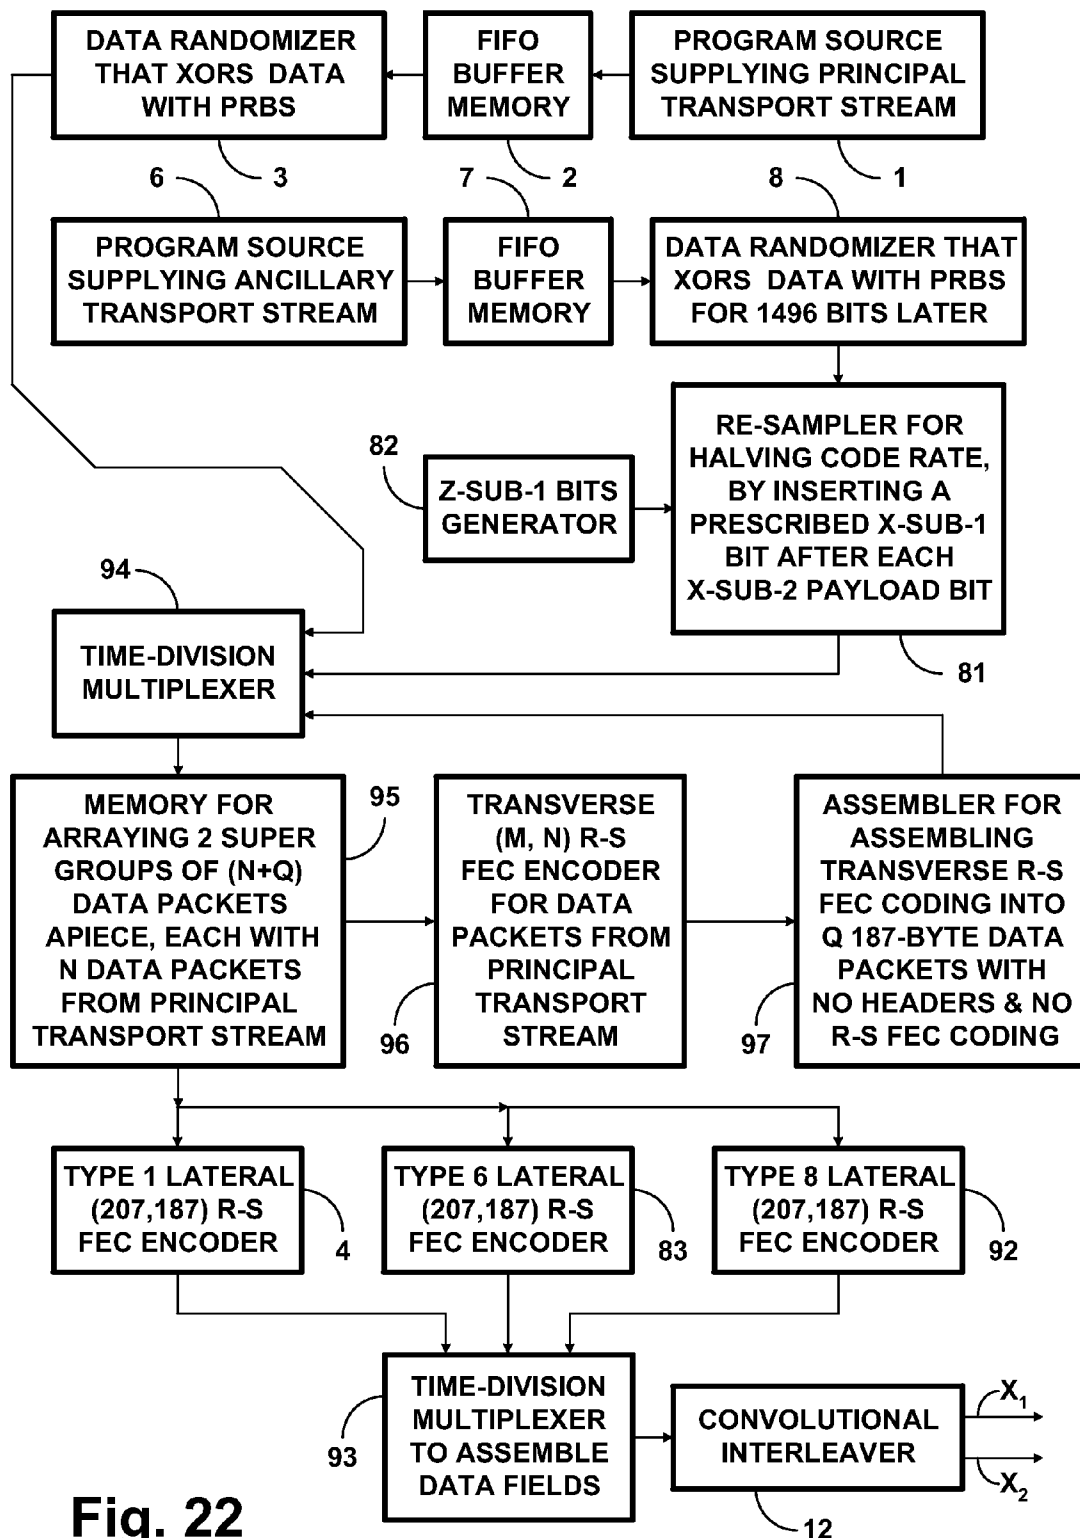 DATA RANDOMIZER
THAT XORS DATA
WITH PRBS
FIFO
BUFFER
MEMORY
PROGRAM SOURCE
SUPPLYING PRINCIPAL
TRANSPORT STREAM
3
2
1
6
7
8
PROGRAM SOURCE
SUPPLYING ANCILLARY
TRANSPORT STREAM
FIFO
BUFFER
MEMORY
DATA RANDOMIZER THAT
XORS DATA WITH PRBS
FOR 1496 BITS LATER
82
Z-SUB-1 BITS
GENERATOR
RE-SAMPLER FOR
HALVING CODE RATE,
BY INSERTING A
PRESCRIBED X-SUB-1
BIT AFTER EACH
X-SUB-2 PAYLOAD BIT
81
94
TIME-DIVISION
MULTIPLEXER
MEMORY FOR
ARRAYING 2 SUPER
GROUPS OF (N+Q)
DATA PACKETS
APIECE, EACH WITH
N DATA PACKETS
FROM PRINCIPAL
TRANSPORT STREAM
95
TRANSVERSE
(M, N) R-S
FEC ENCODER
FOR DATA
PACKETS FROM
PRINCIPAL
TRANSPORT
STREAM
96
ASSEMBLER FOR
ASSEMBLING
TRANSVERSE R-S
FEC CODING INTO
Q 187-BYTE DATA
PACKETS WITH
NO HEADERS & NO
R-S FEC CODING
97
TYPE 1 LATERAL
(207,187) R-S
FEC ENCODER
4
TYPE 6 LATERAL
(207,187) R-S
FEC ENCODER
83
TYPE 8 LATERAL
(207,187) R-S
FEC ENCODER
92
TIME-DIVISION
MULTIPLEXER
TO ASSEMBLE
DATA FIELDS
93
CONVOLUTIONAL
INTERLEAVER
12
X₁
X₂
Fig. 22